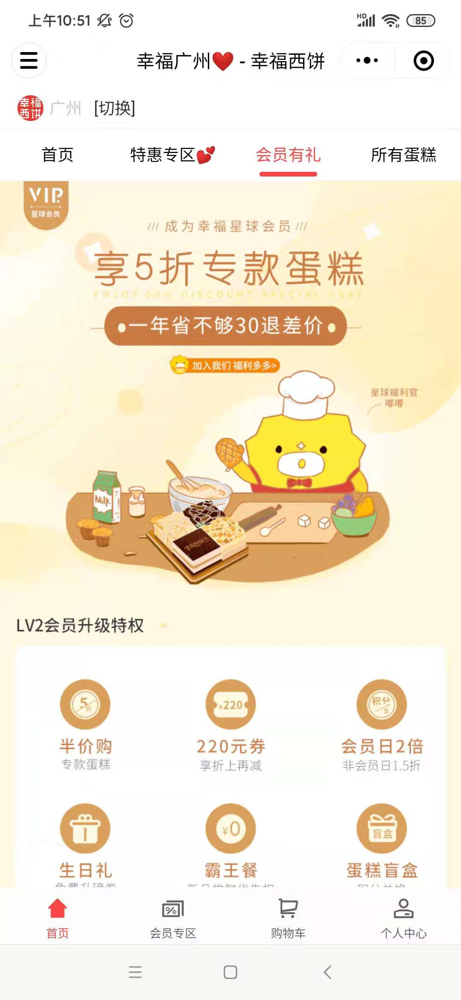 上午10:51
HD
85
幸福广州❤️ - 幸福西饼
幸福
西饼
广州 [切换]
首页 特惠专区💕 会员有礼 所有蛋糕
VIP
星球会员
/// 成为幸福星球会员 ///
享5折专款蛋糕
ENJOY 50% DISCOUNT SPECIAL CAKE
一年省不够30退差价
加入我们 福利多多>
星球福利官
嘟嘟
Milk
LV2会员升级特权
5折
¥220
积分享
半价购 220元券 会员日2倍
专款蛋糕 享折上再减 非会员日1.5折
¥0
盲盒
生日礼 霸王餐 蛋糕盲盒
首页 会员专区 购物车 个人中心